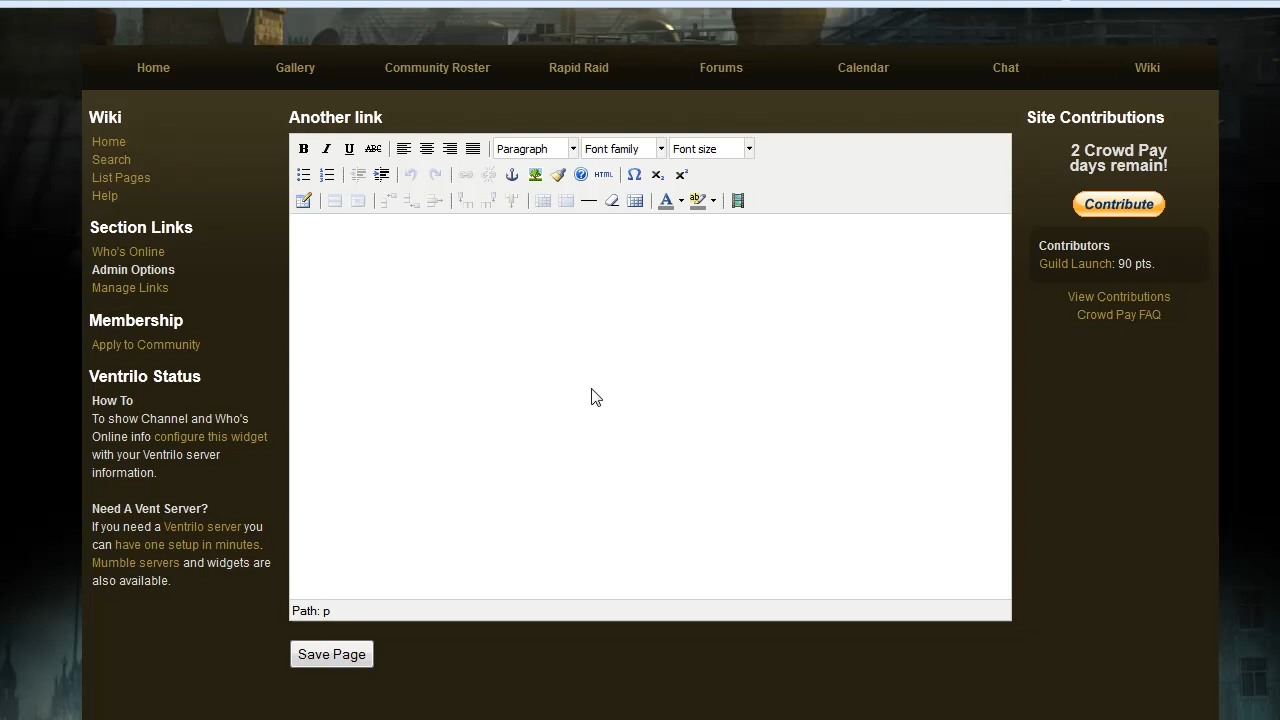 Home Gallery Community Roster Rapid Raid Forums Calendar Chat Wiki
Wiki
Home
Search
List Pages
Help
Section Links
Who's Online
Admin Options
Manage Links
Membership
Apply to Community
Ventrilo Status
How To
To show Channel and Who's
Online info configure this widget
with your Ventrilo server
information.
Need A Vent Server?
If you need a Ventrilo server you
can have one setup in minutes.
Mumble servers and widgets are
also available.
Another link
B I U ABC Paragraph Font family Font size
HTML Ω x₂ x²
A ab
Path: p
Save Page
Site Contributions
2 Crowd Pay
days remain!
Contribute
Contributors
Guild Launch: 90 pts.
View Contributions
Crowd Pay FAQ